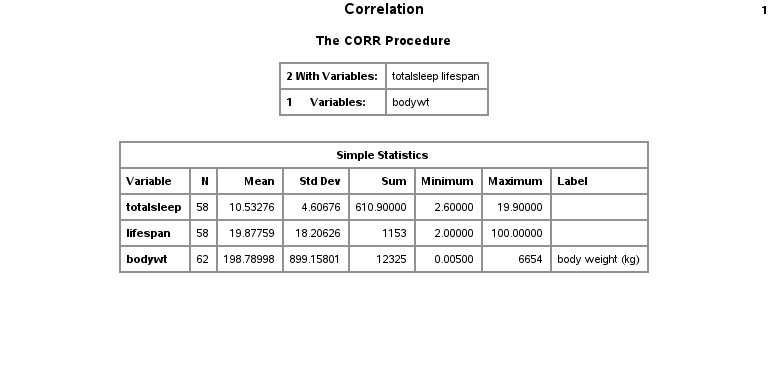 Correlation 1
The CORR Procedure
2 With Variables: totalsleep lifespan
1 Variables: bodywt
Simple Statistics
Variable N Mean Std Dev Sum Minimum Maximum Label
totalsleep 58 10.53276 4.60676 610.90000 2.60000 19.90000
lifespan 58 19.87759 18.20626 1153 2.00000 100.00000
bodywt 62 198.78998 899.15801 12325 0.00500 6654 body weight (kg)